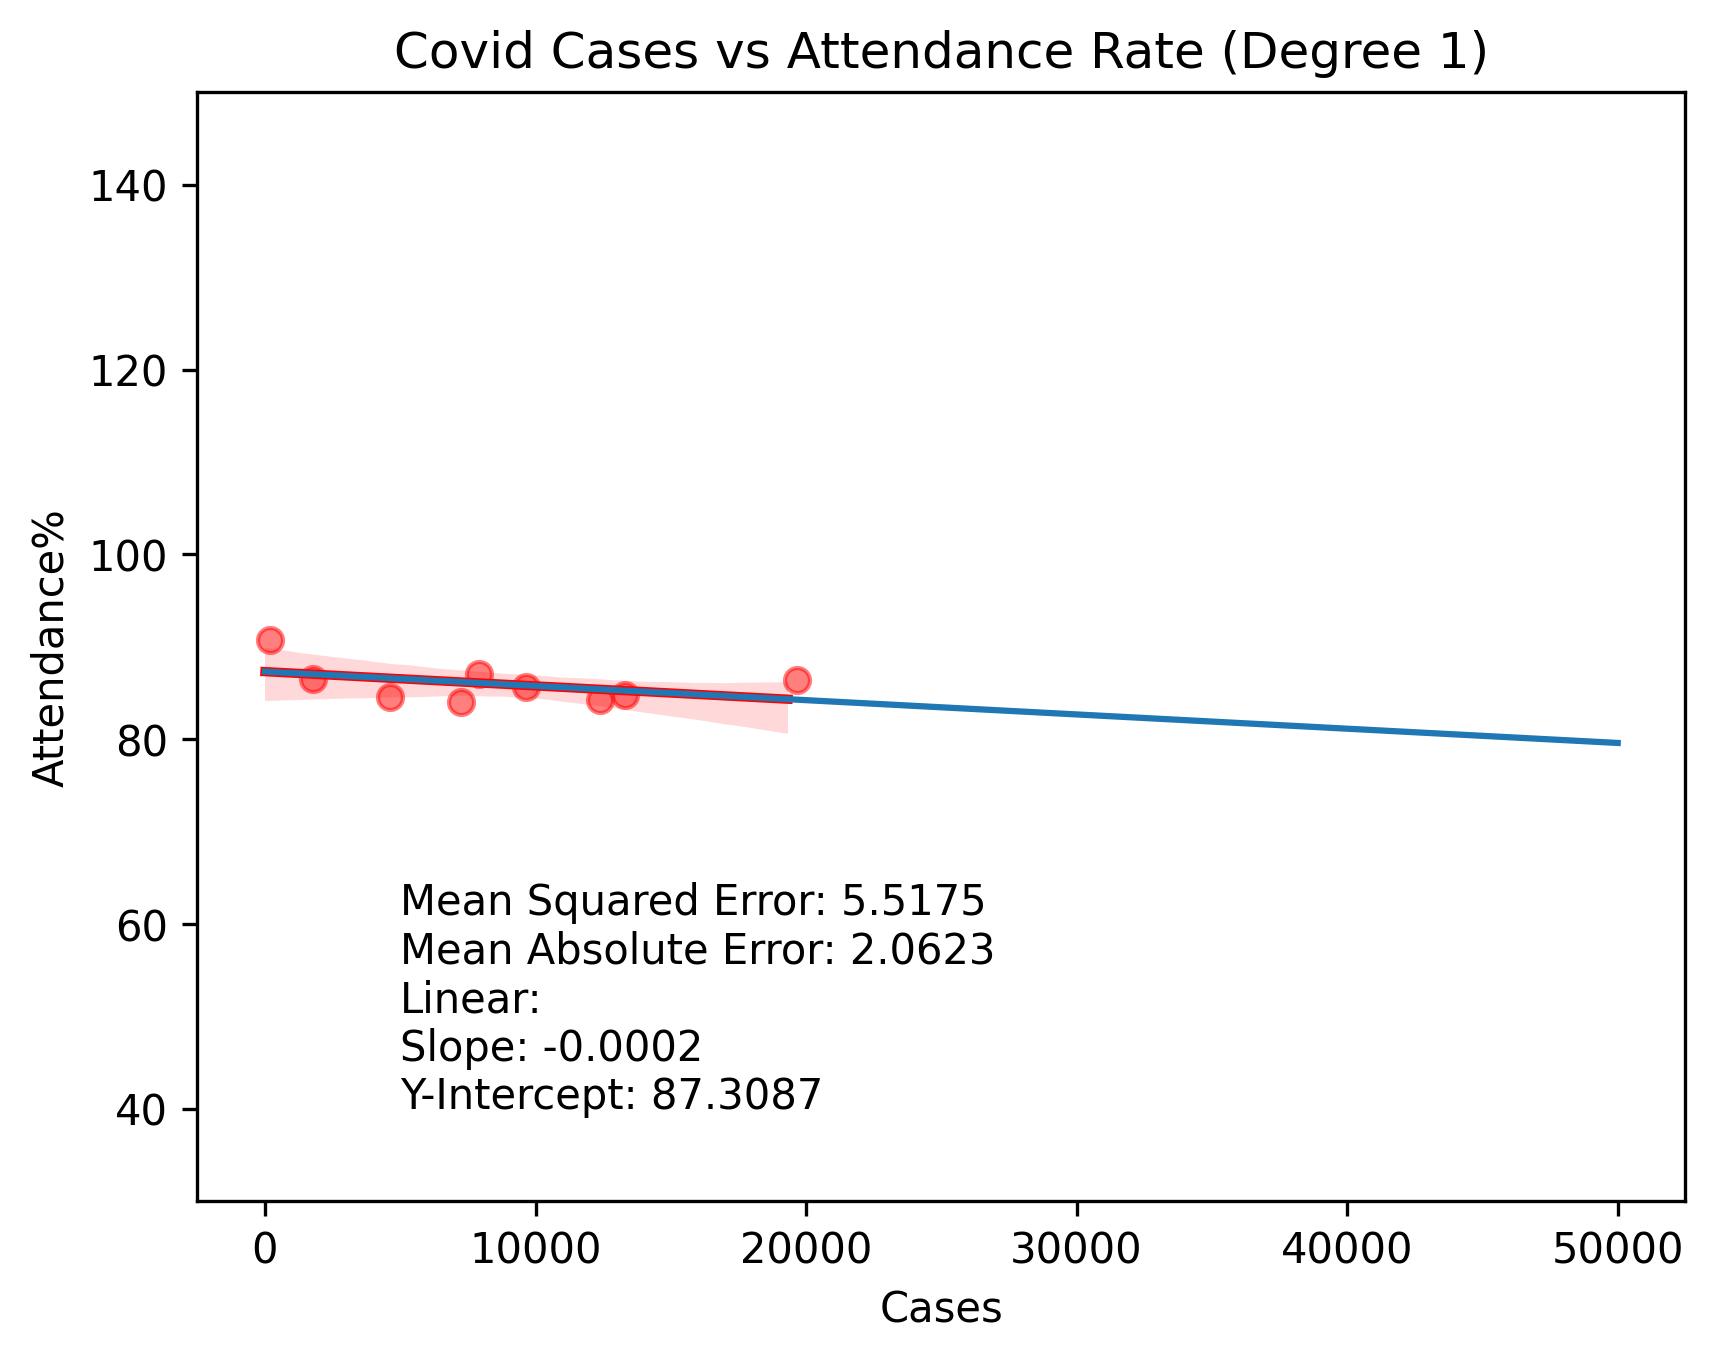 Covid Cases vs Attendance Rate (Degree 1)
140
120
100
80
60
40
Attendance%
Mean Squared Error: 5.5175
Mean Absolute Error: 2.0623
Linear:
Slope: -0.0002
Y-Intercept: 87.3087
0 10000 20000 30000 40000 50000
Cases